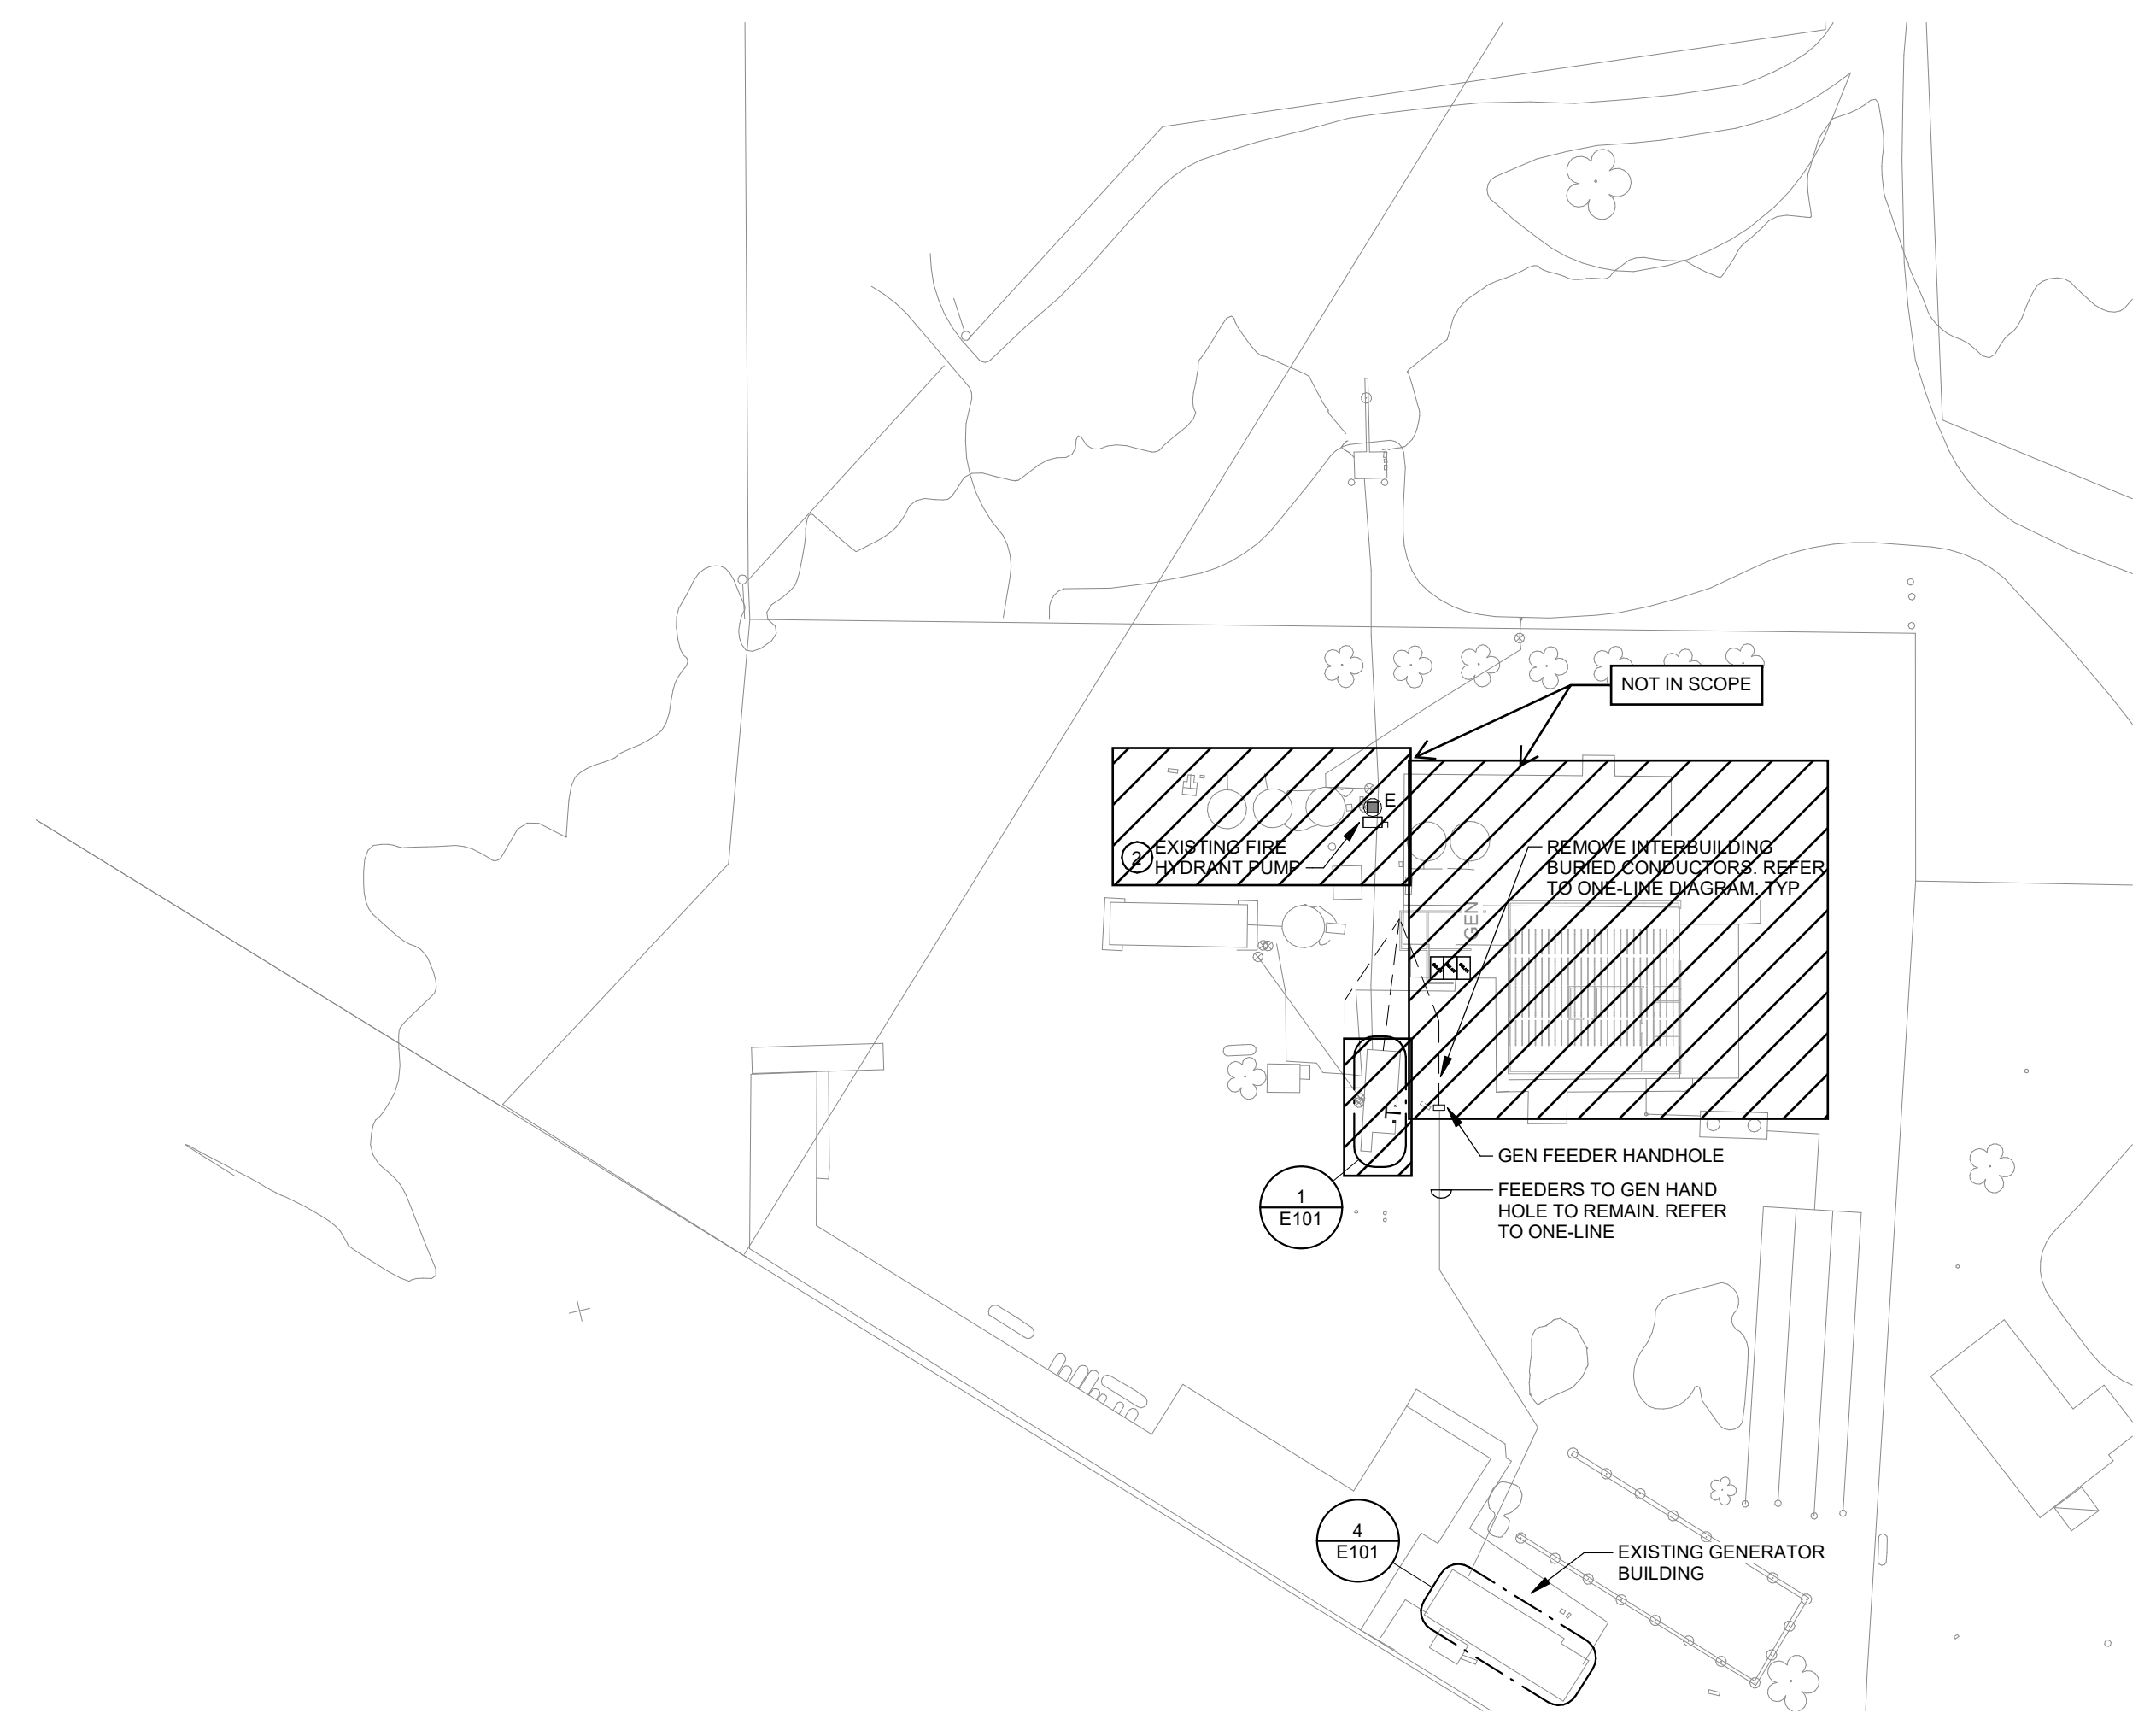 NOT IN SCOPE
E
2
EXISTING FIRE
HYDRANT PUMP
REMOVE INTERBUILDING
BURIED CONDUCTORS. REFER
TO ONE-LINE DIAGRAM. TYP
GEN
.T.
GEN FEEDER HANDHOLE
1
E101
FEEDERS TO GEN HAND
HOLE TO REMAIN. REFER
TO ONE-LINE
4
E101
EXISTING GENERATOR
BUILDING